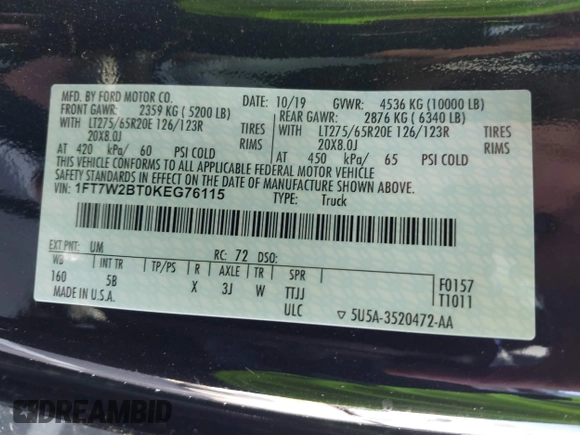 MFD. BY FORD MOTOR CO. 10/19 GVWR: 4536 KG (10000 LB)
FRONT GAWR: 2359 KG ( 5200 LB) REAR GAWR: 2876 KG ( 6340 LB)
WITH LT275/65R20E 126/123R TIRES WITH LT275/65R20E 126/123R TIRES
20X8.0J RIMS 20X8.0J RIMS
AT 420 kPa/ 60 PSI COLD AT 450 kPa/ 65 PSI COLD
THIS VEHICLE CONFORMS TO ALL APPLICABLE FEDERAL MOTOR VEHICLE
SAFETY STANDARDS IN EFFECT ON THE DATE OF MANUFACTURE SHOWN ABOVE.
VIN: 1FT7W2BT0KEG76115 TYPE: Truck
EXT PNT: UM RC: 72 DSO:
WB INT TR TP/PS R AXLE TR SPR
160 5B X 3J W TTJJ F0157
T1011
MADE IN U.S.A. ULC ▽ 5U5A-3520472-AA
DREAMBID